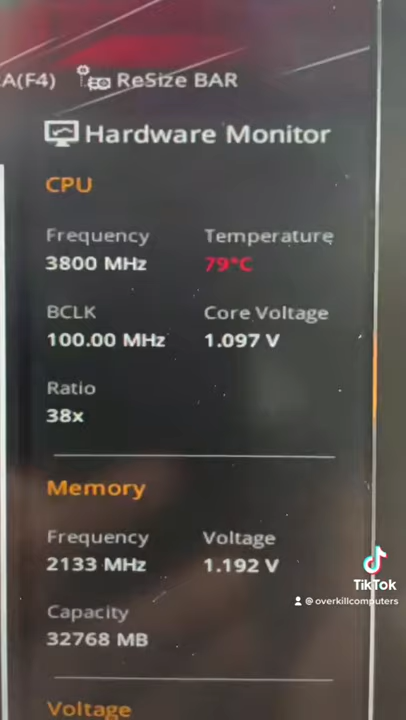 A(F4) ReSize BAR
Hardware Monitor
CPU
Frequency Temperature
3800 MHz 79°C
BCLK Core Voltage
100.00 MHz 1.097 V
Ratio
38x
Memory
Frequency Voltage
2133 MHz 1.192 V
Capacity
32768 MB
Voltage
TikTok
@overkillcomputers